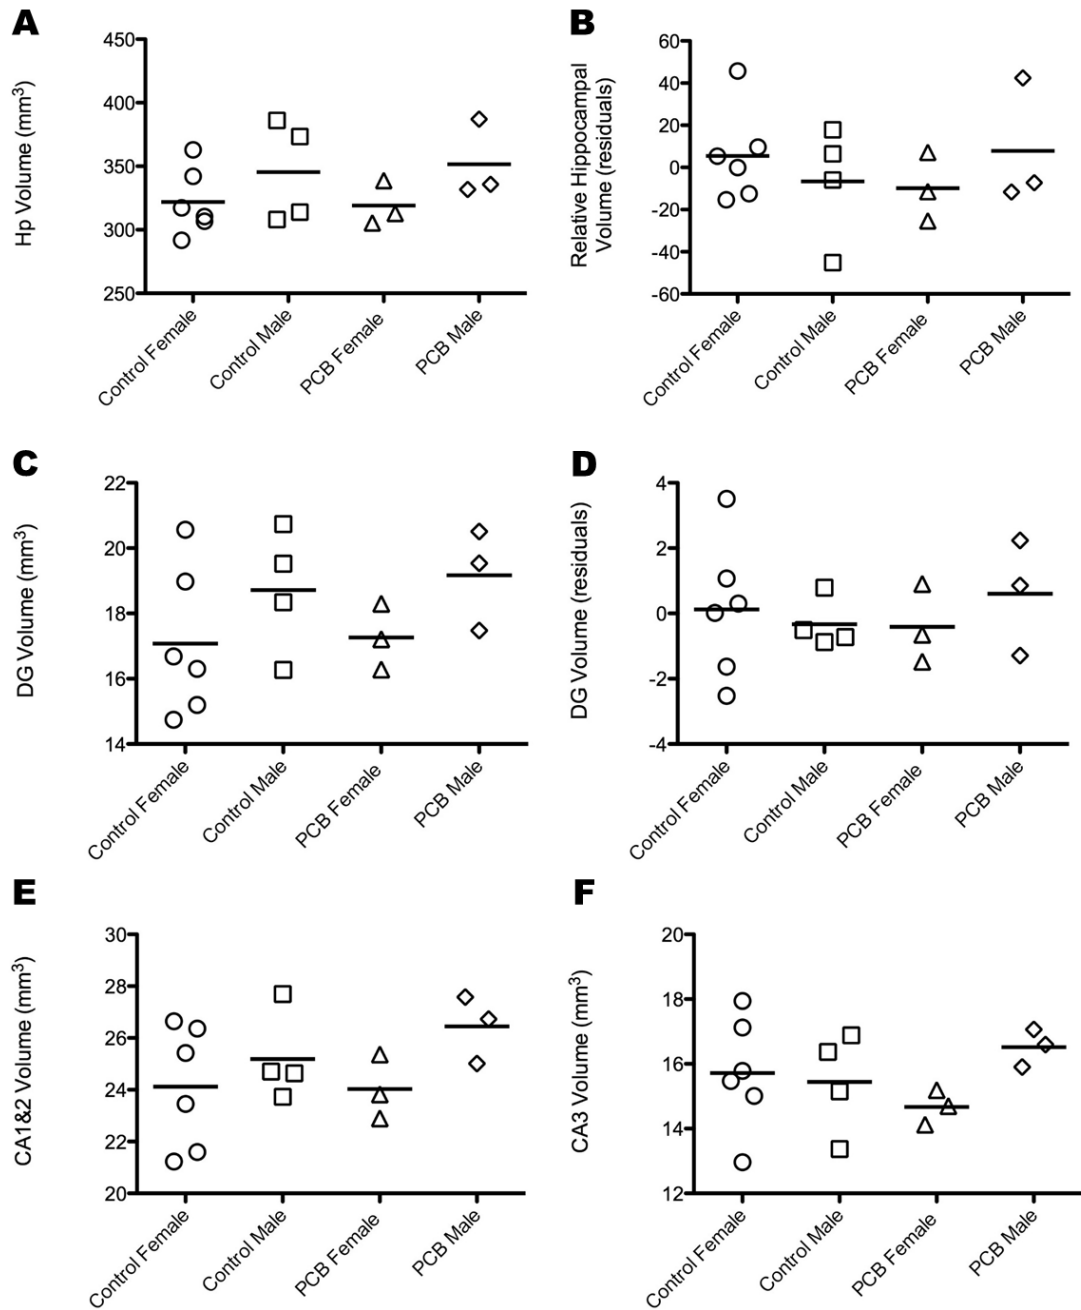 A
Hp Volume (mm³)
450
400
350
300
250
Control Female
Control Male
PCB Female
PCB Male
B
Relative Hippocampal
Volume (residuals)
60
40
20
0
-20
-40
-60
Control Female
Control Male
PCB Female
PCB Male
C
DG Volume (mm³)
22
20
18
16
14
Control Female
Control Male
PCB Female
PCB Male
D
DG Volume (residuals)
4
2
0
-2
-4
Control Female
Control Male
PCB Female
PCB Male
E
CA1&2 Volume (mm³)
30
28
26
24
22
20
Control Female
Control Male
PCB Female
PCB Male
F
CA3 Volume (mm³)
20
18
16
14
12
Control Female
Control Male
PCB Female
PCB Male